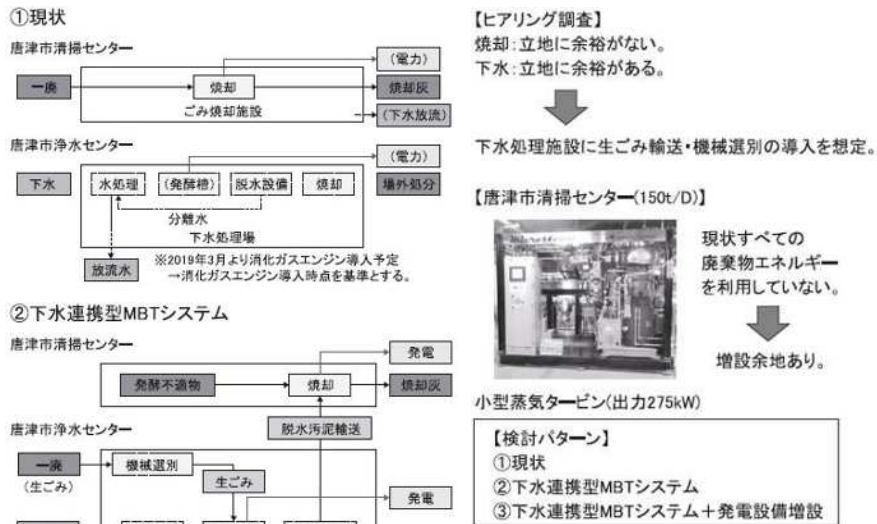 ①現状
唐津市清掃センター
(電力)
一廃
焼却
焼却灰
ごみ焼却施設
(下水放流)
唐津市浄水センター
(電力)
下水
水処理
(発酵槽)
脱水設備
焼却
場外処分
分離水
下水処理場
放流水
※2019年3月より消化ガスエンジン導入予定
→消化ガスエンジン導入時点を基準とする。
②下水連携型MBTシステム
唐津市清掃センター
発電
発酵不適物
焼却
焼却灰
唐津市浄水センター
脱水汚泥輸送
一廃
(生ごみ)
機械選別
生ごみ
発電
【ヒアリング調査】
焼却:立地に余裕がない。
下水:立地に余裕がある。
下水処理施設に生ごみ輸送・機械選別の導入を想定。
【唐津市清掃センター(150t/D)】
現状すべての
廃棄物エネルギー
を利用していない。
増設余地あり。
小型蒸気タービン(出力275kW)
【検討パターン】
①現状
②下水連携型MBTシステム
③下水連携型MBTシステム＋発電設備増設